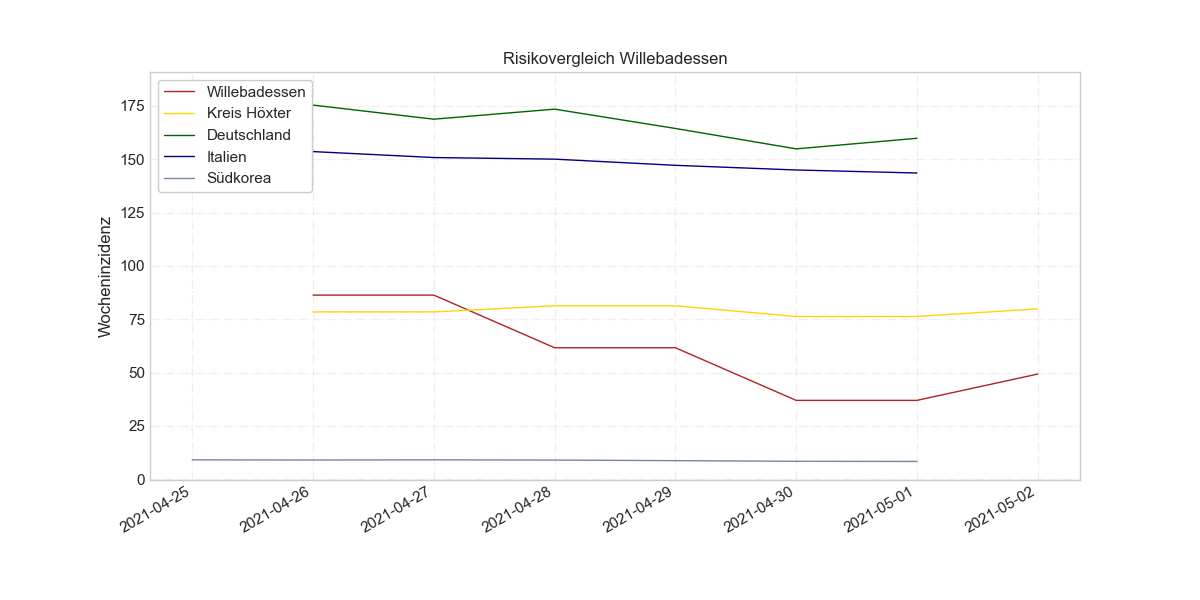 Risikovergleich Willebadessen
Willebadessen
Kreis Höxter
Deutschland
Italien
Südkorea
Wocheninzidenz
175
150
125
100
75
50
25
0
2021-04-25
2021-04-26
2021-04-27
2021-04-28
2021-04-29
2021-04-30
2021-05-01
2021-05-02